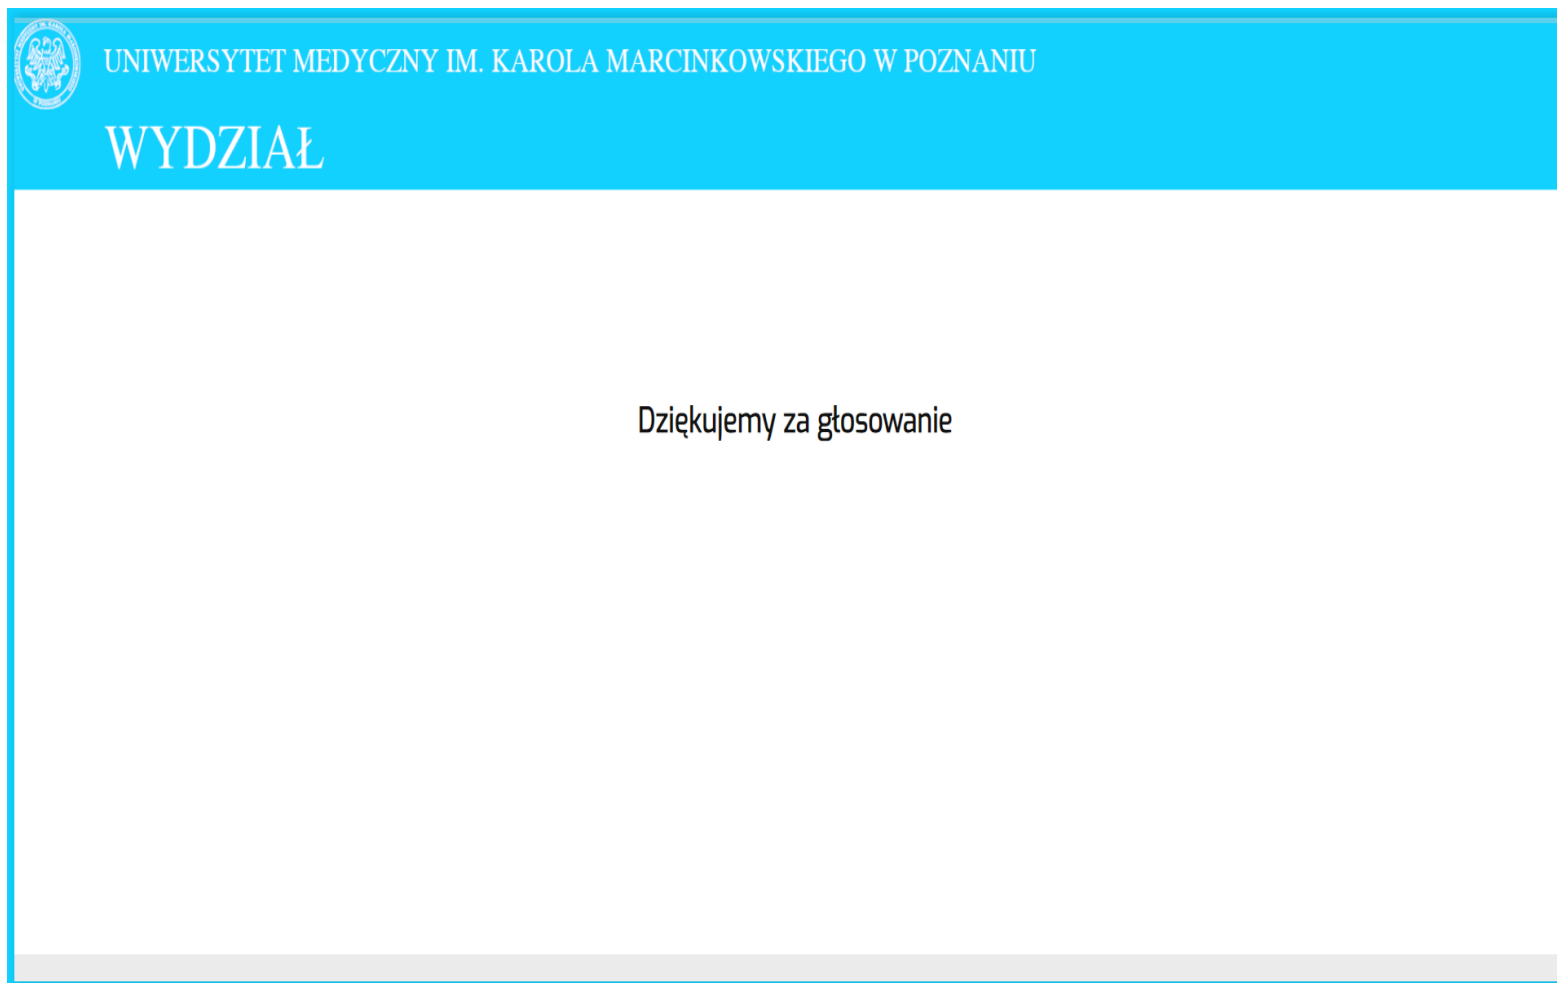 UNIWERSYTET MEDYCZNY IM. KAROLA MARCINKOWSKIEGO W POZNANIU
WYDZIAŁ
Dziękujemy za głosowanie